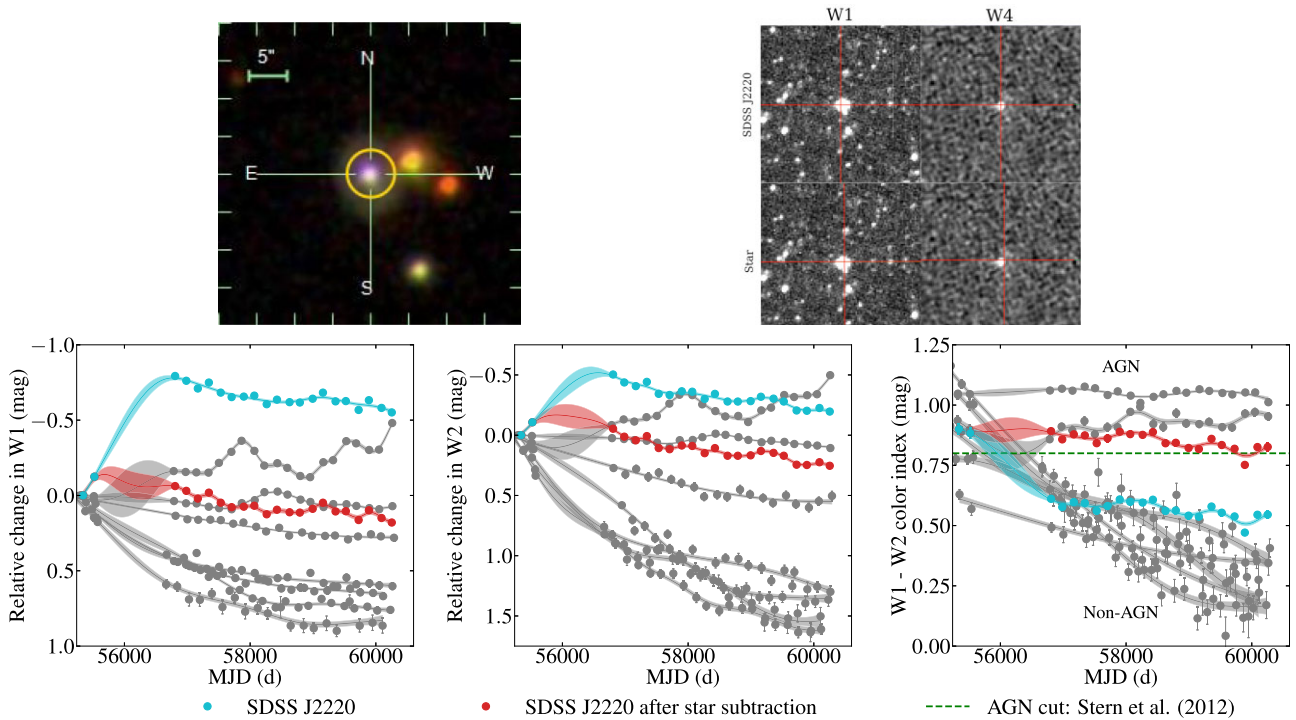 5"
N
E
W
S
W1
W4
SDSS J2220
Star
−1.0
−0.5
0.0
0.5
1.0
Relative change in W1 (mag)
56000
58000
60000
MJD (d)
−0.5
0.0
0.5
1.0
1.5
Relative change in W2 (mag)
56000
58000
60000
MJD (d)
1.25
1.00
0.75
0.50
0.25
0.00
W1 - W2 color index (mag)
AGN
Non-AGN
56000
58000
60000
MJD (d)
SDSS J2220
SDSS J2220 after star subtraction
AGN cut: Stern et al. (2012)